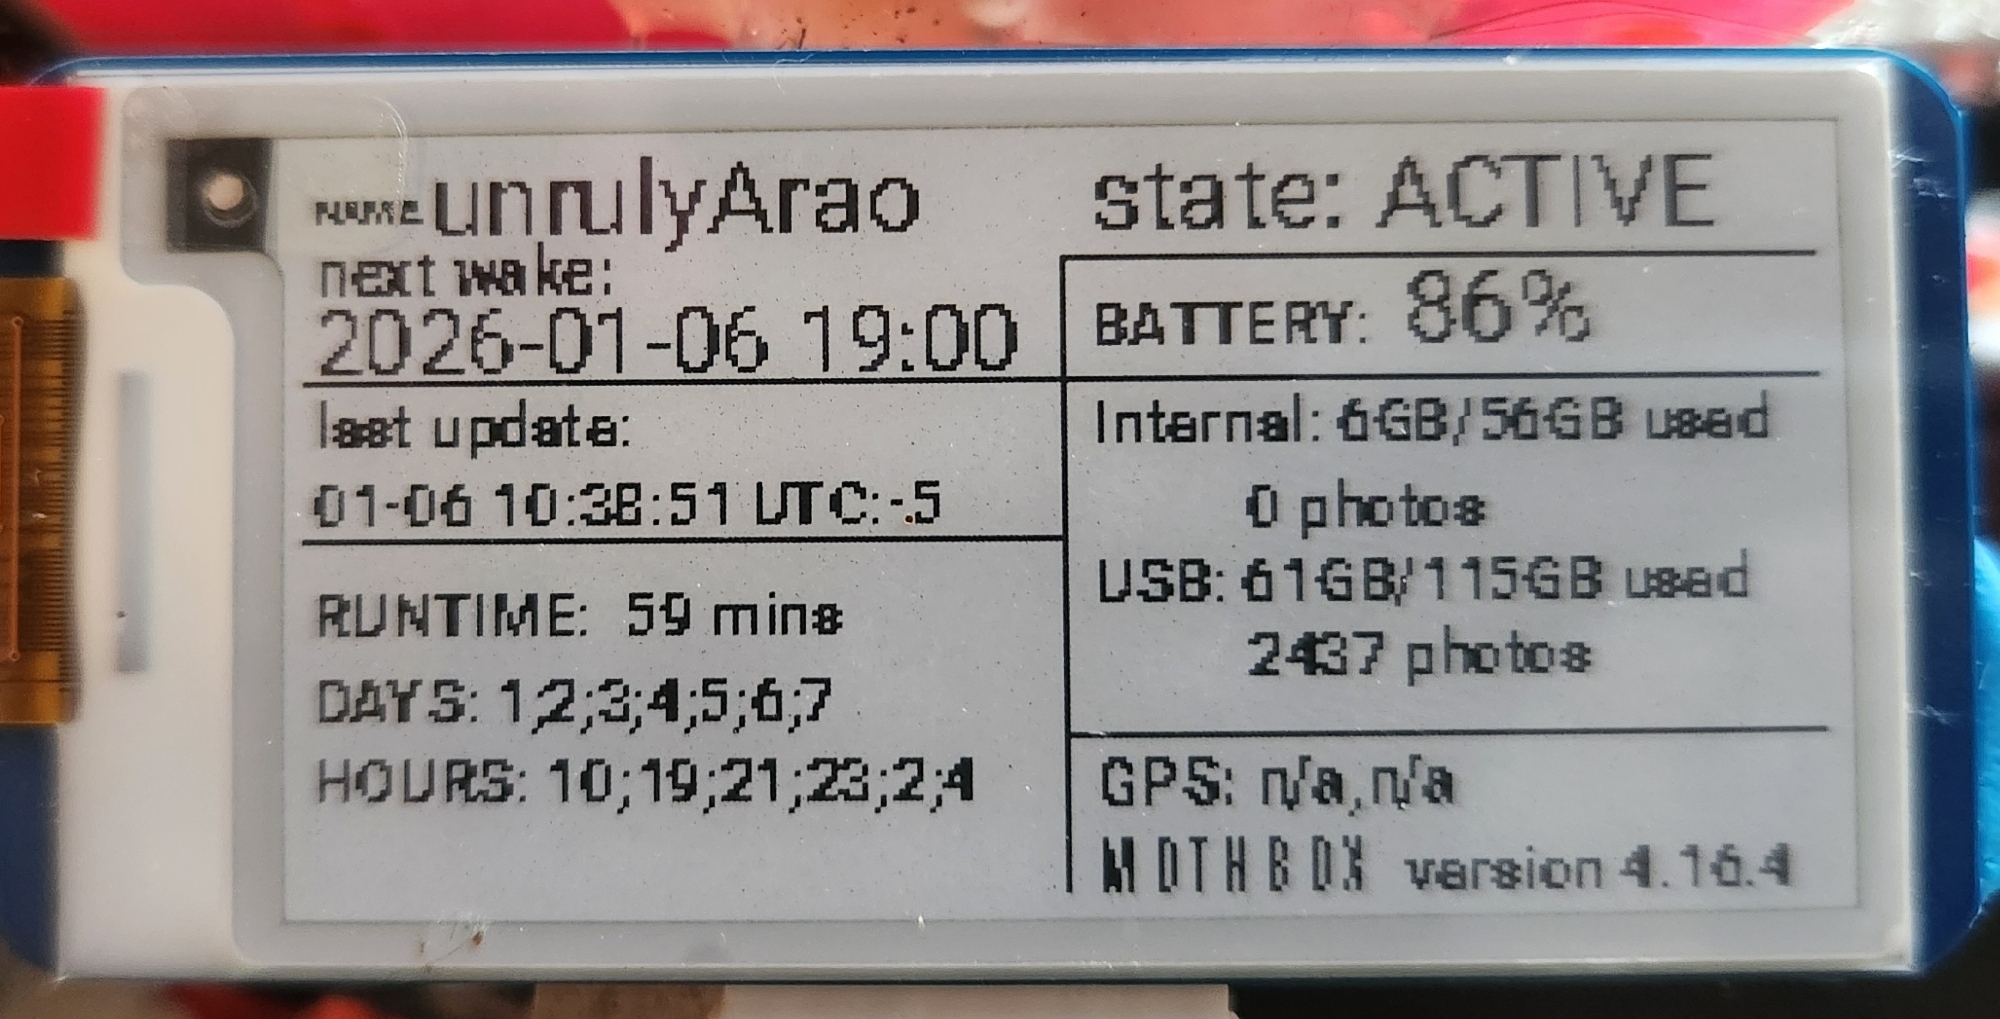 NAME unrulyArao
next wake:
2026-01-06 19:00
last update:
01-06 10:38:51 UTC:-5
RUNTIME: 59 mins
DAYS: 1;2;3;4;5;6;7
HOURS: 10;19;21;23;2;4
state: ACTIVE
BATTERY: 86%
Internal: 6GB/56GB used
0 photos
USB: 61GB/115GB used
2437 photos
GPS: n/a,n/a
MOTHBOX version 4.16.4